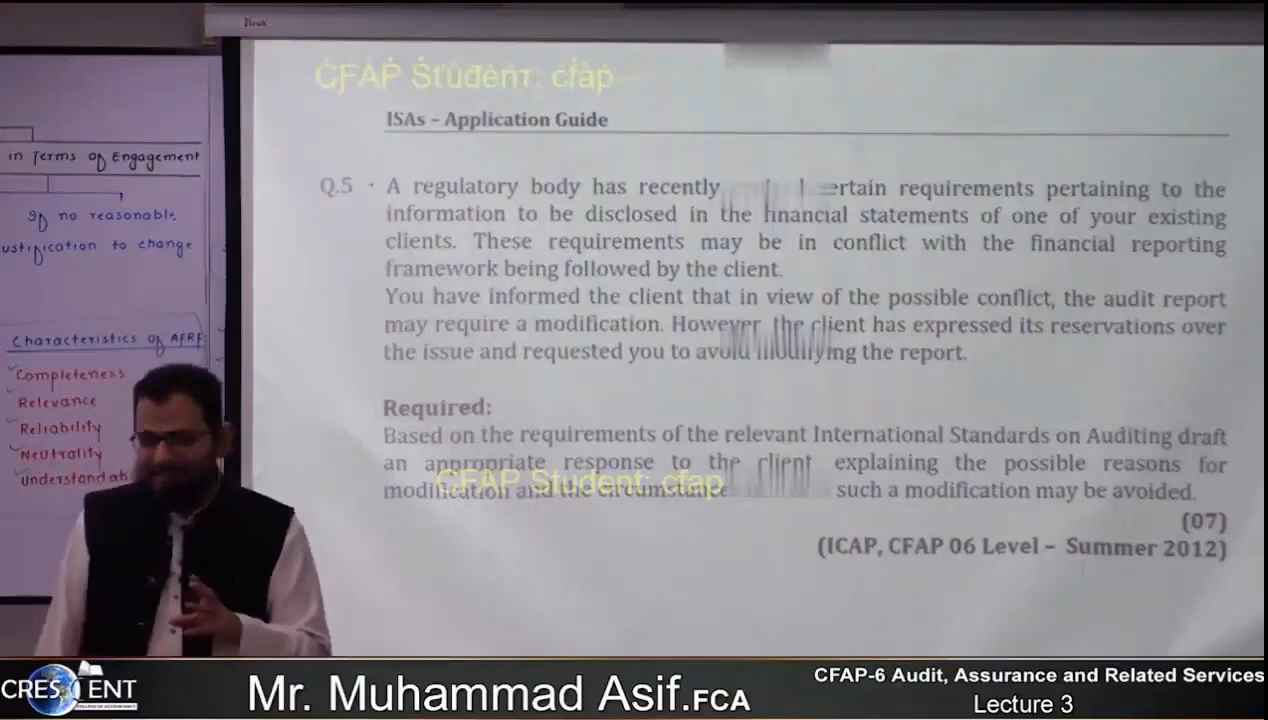 CFAP Student: cfap
ISAs – Application Guide
in Terms of Engagement
If no reasonable
ustification to change
Characteristics of AFRF:
Completeness
Relevance
Reliability
Neutrality
Understandab
Q.5 A regulatory body has recently ertain requirements pertaining to the
information to be disclosed in the financial statements of one of your existing
clients. These requirements may be in conflict with the financial reporting
framework being followed by the client.
You have informed the client that in view of the possible conflict, the audit report
may require a modification. However the client has expressed its reservations over
the issue and requested you to avoid modifying the report.
Required:
Based on the requirements of the relevant International Standards on Auditing draft
an appropriate response to the client explaining the possible reasons for
modification and the circumstance such a modification may be avoided.
CFAP Student: cfap
(07)
(ICAP, CFAP 06 Level – Summer 2012)
CRESCENT
COLLEGE OF ACCOUNTANCY
Mr. Muhammad Asif.FCA
CFAP-6 Audit, Assurance and Related Services
Lecture 3